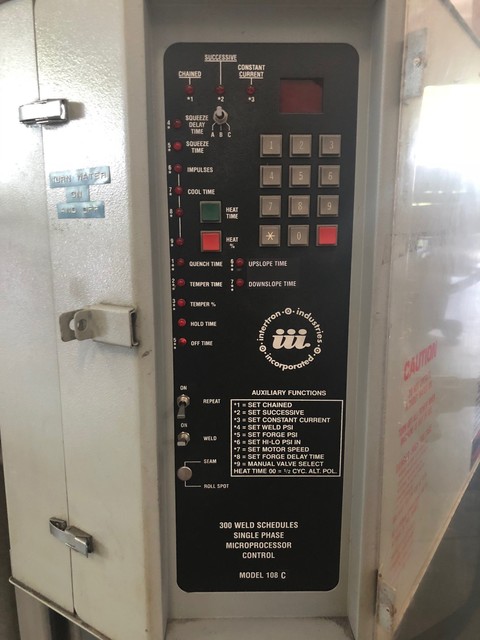 SUCCESSIVE
CHAINED
CONSTANT
CURRENT
*1 *2 *3
A B C
SQUEEZE
DELAY
TIME
SQUEEZE
TIME
IMPULSES
COOL TIME
HEAT
TIME
HEAT
%
1 2 3
4 5 6
7 8 9
* 0
QUENCH TIME
UPSLOPE TIME
TEMPER TIME
DOWNSLOPE TIME
TEMPER %
HOLD TIME
OFF TIME
TURN WATER
ON
AND OFF
intertron industries
iii.
incorporated
ON
REPEAT
ON
WELD
SEAM
ROLL SPOT
AUXILIARY FUNCTIONS
*1 = SET CHAINED
*2 = SET SUCCESSIVE
*3 = SET CONSTANT CURRENT
*4 = SET WELD PSI
*5 = SET FORGE PSI
*6 = SET HI-LO PSI IN
*7 = SET MOTOR SPEED
*8 = SET FORGE DELAY TIME
*9 = MANUAL VALVE SELECT
HEAT TIME 00 = 1/2 CYC. ALT. POL.
300 WELD SCHEDULES
SINGLE PHASE
MICROPROCESSOR
CONTROL
MODEL 108 C
CAUTION